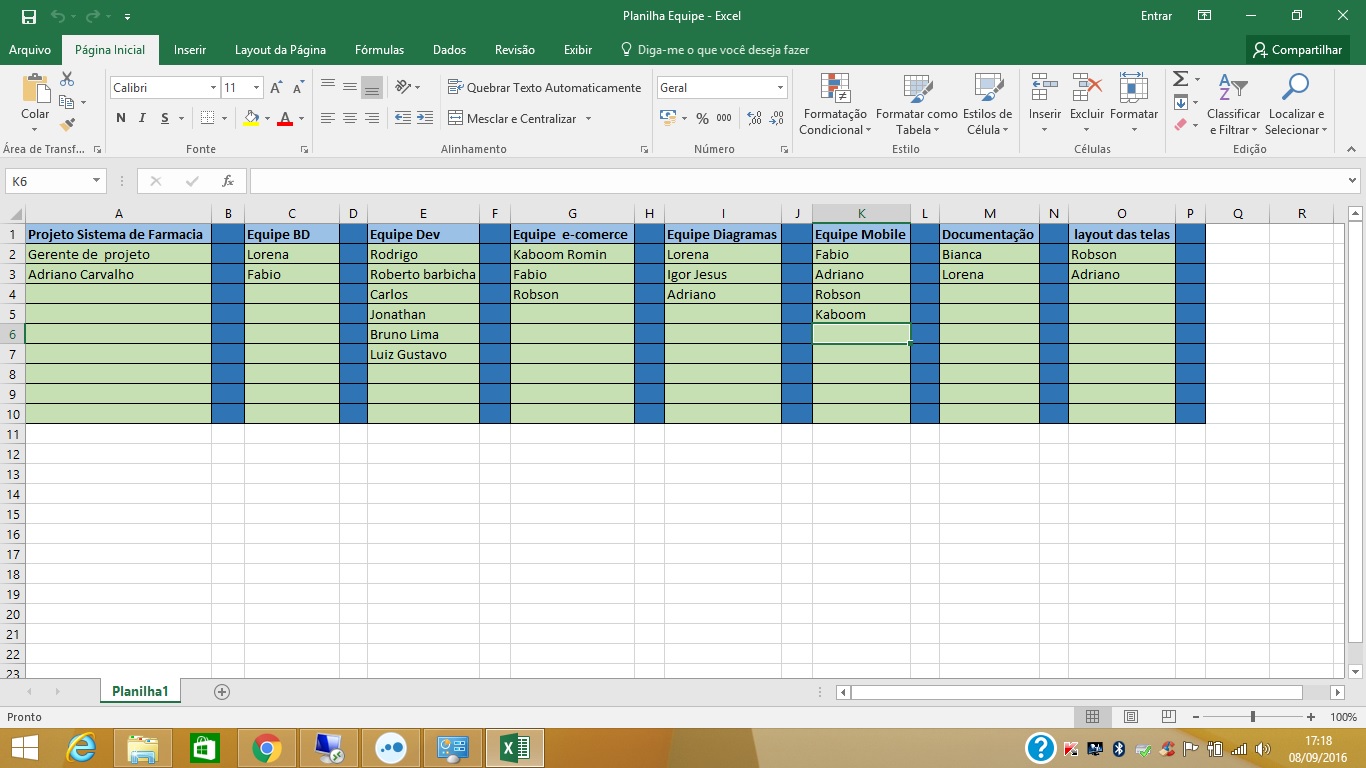 Planilha Equipe - Excel
Entrar
Arquivo Página Inicial Inserir Layout da Página Fórmulas Dados Revisão Exibir Diga-me o que você deseja fazer Compartilhar
Colar
Calibri 11
N I S
Quebrar Texto Automaticamente
Mesclar e Centralizar
Geral
% 000
Formatação Condicional
Formatar como Tabela
Estilos de Célula
Inserir Excluir Formatar
Classificar e Filtrar
Localizar e Selecionar
Área de Transf... Fonte Alinhamento Número Estilo Células Edição
K6 fx
A B C D E F G H I J K L M N O P Q R
1 Projeto Sistema de Farmacia Equipe BD Equipe Dev Equipe e-comerce Equipe Diagramas Equipe Mobile Documentação layout das telas
2 Gerente de projeto Lorena Rodrigo Kaboom Romin Lorena Fabio Bianca Robson
3 Adriano Carvalho Fabio Roberto barbicha Fabio Igor Jesus Adriano Lorena Adriano
4 Carlos Robson Adriano Robson
5 Jonathan Kaboom
6 Bruno Lima
7 Luiz Gustavo
8
9
10
11
12
13
14
15
16
17
18
19
20
21
22
23
Planilha1
Pronto 100%
17:18
08/09/2016